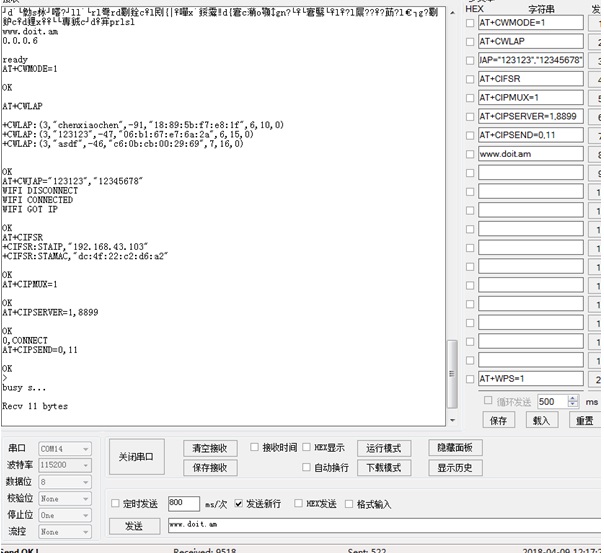 www.doit.am
0.0.0.6
ready
AT+CWMODE=1
OK
AT+CWLAP
+CWLAP:(3,"chenxiaochen",-91,"18:89:5b:f7:e8:1f",6,10,0)
+CWLAP:(3,"123123",-47,"06:b1:67:e7:6a:2a",6,15,0)
+CWLAP:(3,"asdf",-46,"c6:0b:cb:00:29:69",7,16,0)
OK
AT+CWJAP="123123","12345678"
WIFI DISCONNECT
WIFI CONNECTED
WIFI GOT IP
OK
AT+CIFSR
+CIFSR:STAIP,"192.168.43.103"
+CIFSR:STAMAC,"dc:4f:22:c2:d6:a2"
OK
AT+CIPMUX=1
OK
AT+CIPSERVER=1,8899
OK
0,CONNECT
AT+CIPSEND=0,11
OK
>
busy s...
Recv 11 bytes
HEX 字符串 发
AT+CWMODE=1
AT+CWLAP
JAP="123123","12345678"
AT+CIFSR
AT+CIPMUX=1
AT+CIPSERVER=1,8899
AT+CIPSEND=0,11
www.doit.am
AT+WPS=1
循环发送 500 ms
保存 载入 重置
串口 COM14
波特率 115200
数据位 8
校验位 None
停止位 One
流控 None
关闭串口
清空接收 接收时间 HEX显示 运行模式 隐藏面板
保存接收 自动换行 下载模式 显示历史
定时发送 800 ms/次 发送新行 HEX发送 格式输入
发送 www.doit.am
Send OK ! Received: 9518 Sent: 522 2018-04-09 12:17:2